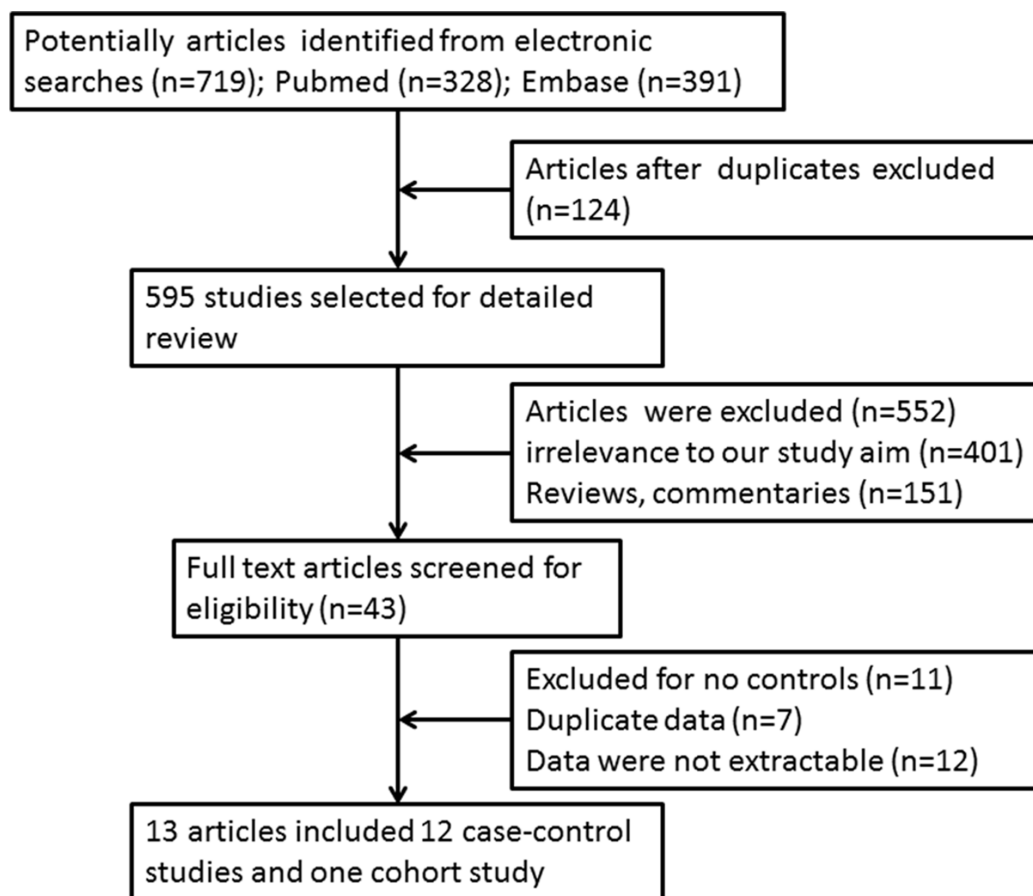 Potentially articles identified from electronic
searches (n=719); Pubmed (n=328); Embase (n=391)
Articles after duplicates excluded
(n=124)
595 studies selected for detailed
review
Articles were excluded (n=552)
irrelevance to our study aim (n=401)
Reviews, commentaries (n=151)
Full text articles screened for
eligibility (n=43)
Excluded for no controls (n=11)
Duplicate data (n=7)
Data were not extractable (n=12)
13 articles included 12 case-control
studies and one cohort study